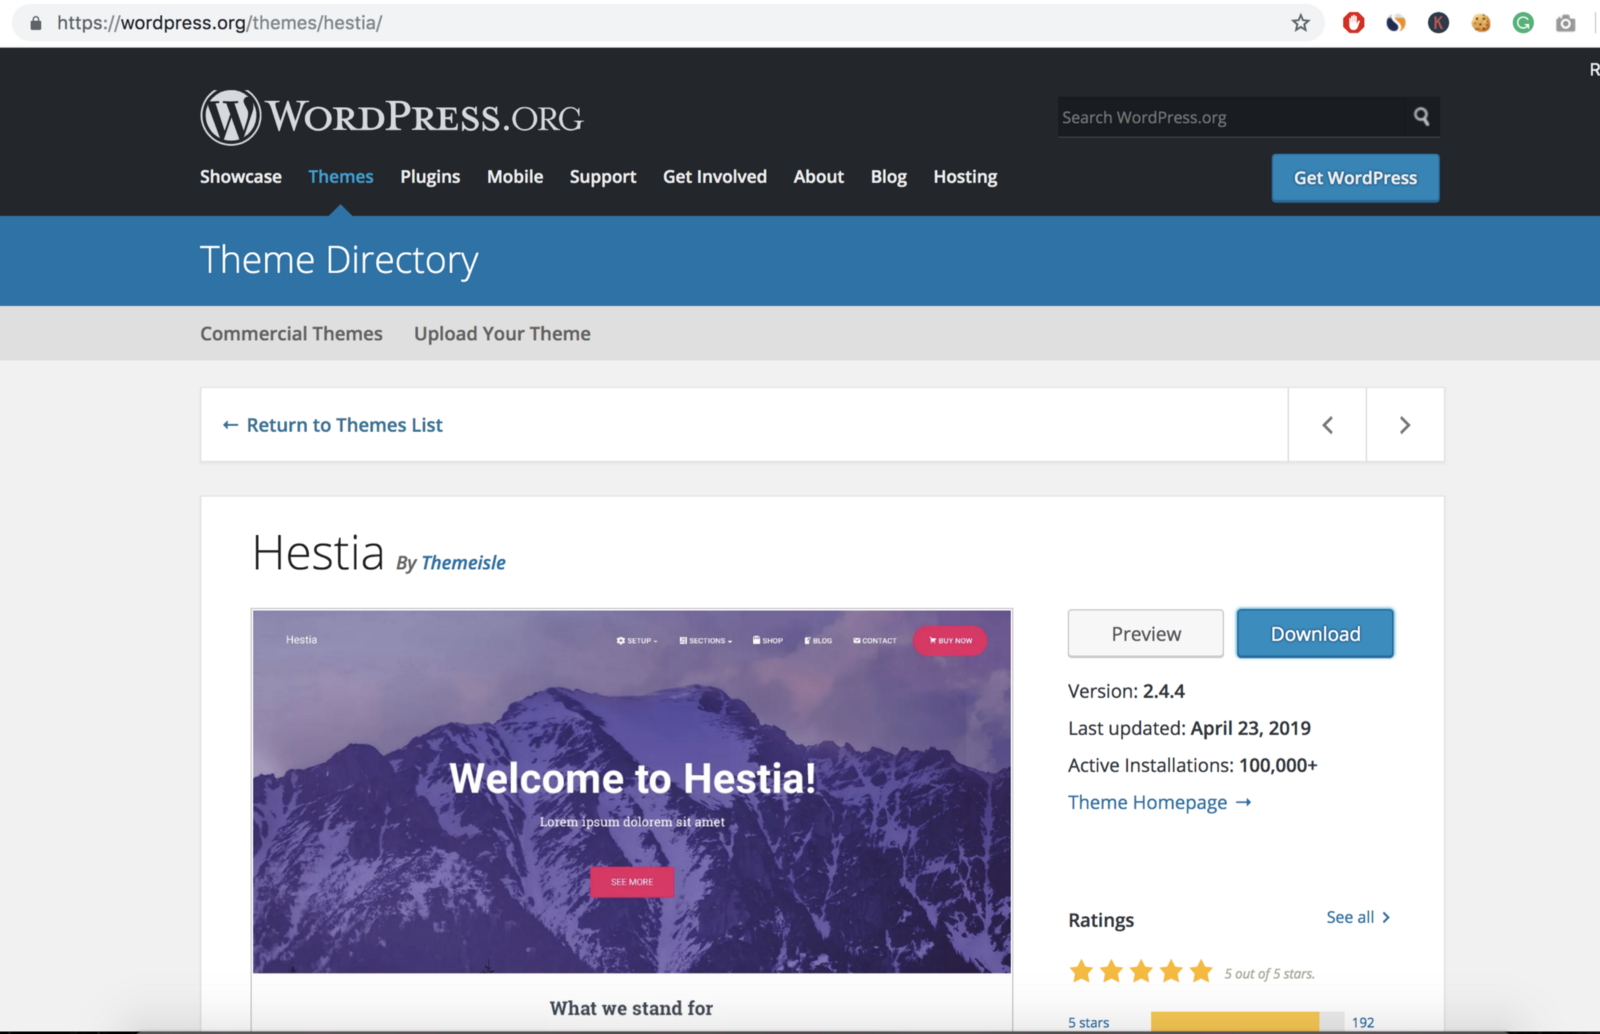 https://wordpress.org/themes/hestia/
R
WORDPRESS.ORG
Search WordPress.org
Showcase Themes Plugins Mobile Support Get Involved About Blog Hosting
Get WordPress
Theme Directory
Commercial Themes Upload Your Theme
← Return to Themes List
Hestia By Themeisle
Hestia
SETUP SECTIONS SHOP BLOG CONTACT BUY NOW
Welcome to Hestia!
Lorem ipsum dolorem sit amet
SEE MORE
What we stand for
Preview Download
Version: 2.4.4
Last updated: April 23, 2019
Active Installations: 100,000+
Theme Homepage →
Ratings See all >
5 out of 5 stars.
5 stars 192